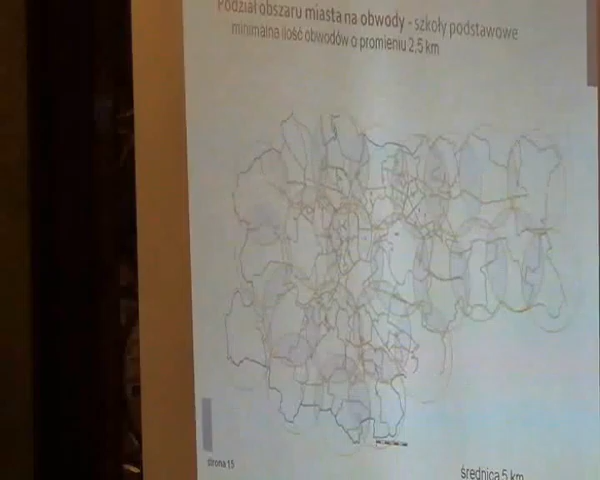 Podział obszaru miasta na obwody - szkoły podstawowe
minimalna ilość obwodów o promieniu 2,5 km
strona 15
średnica 5 km